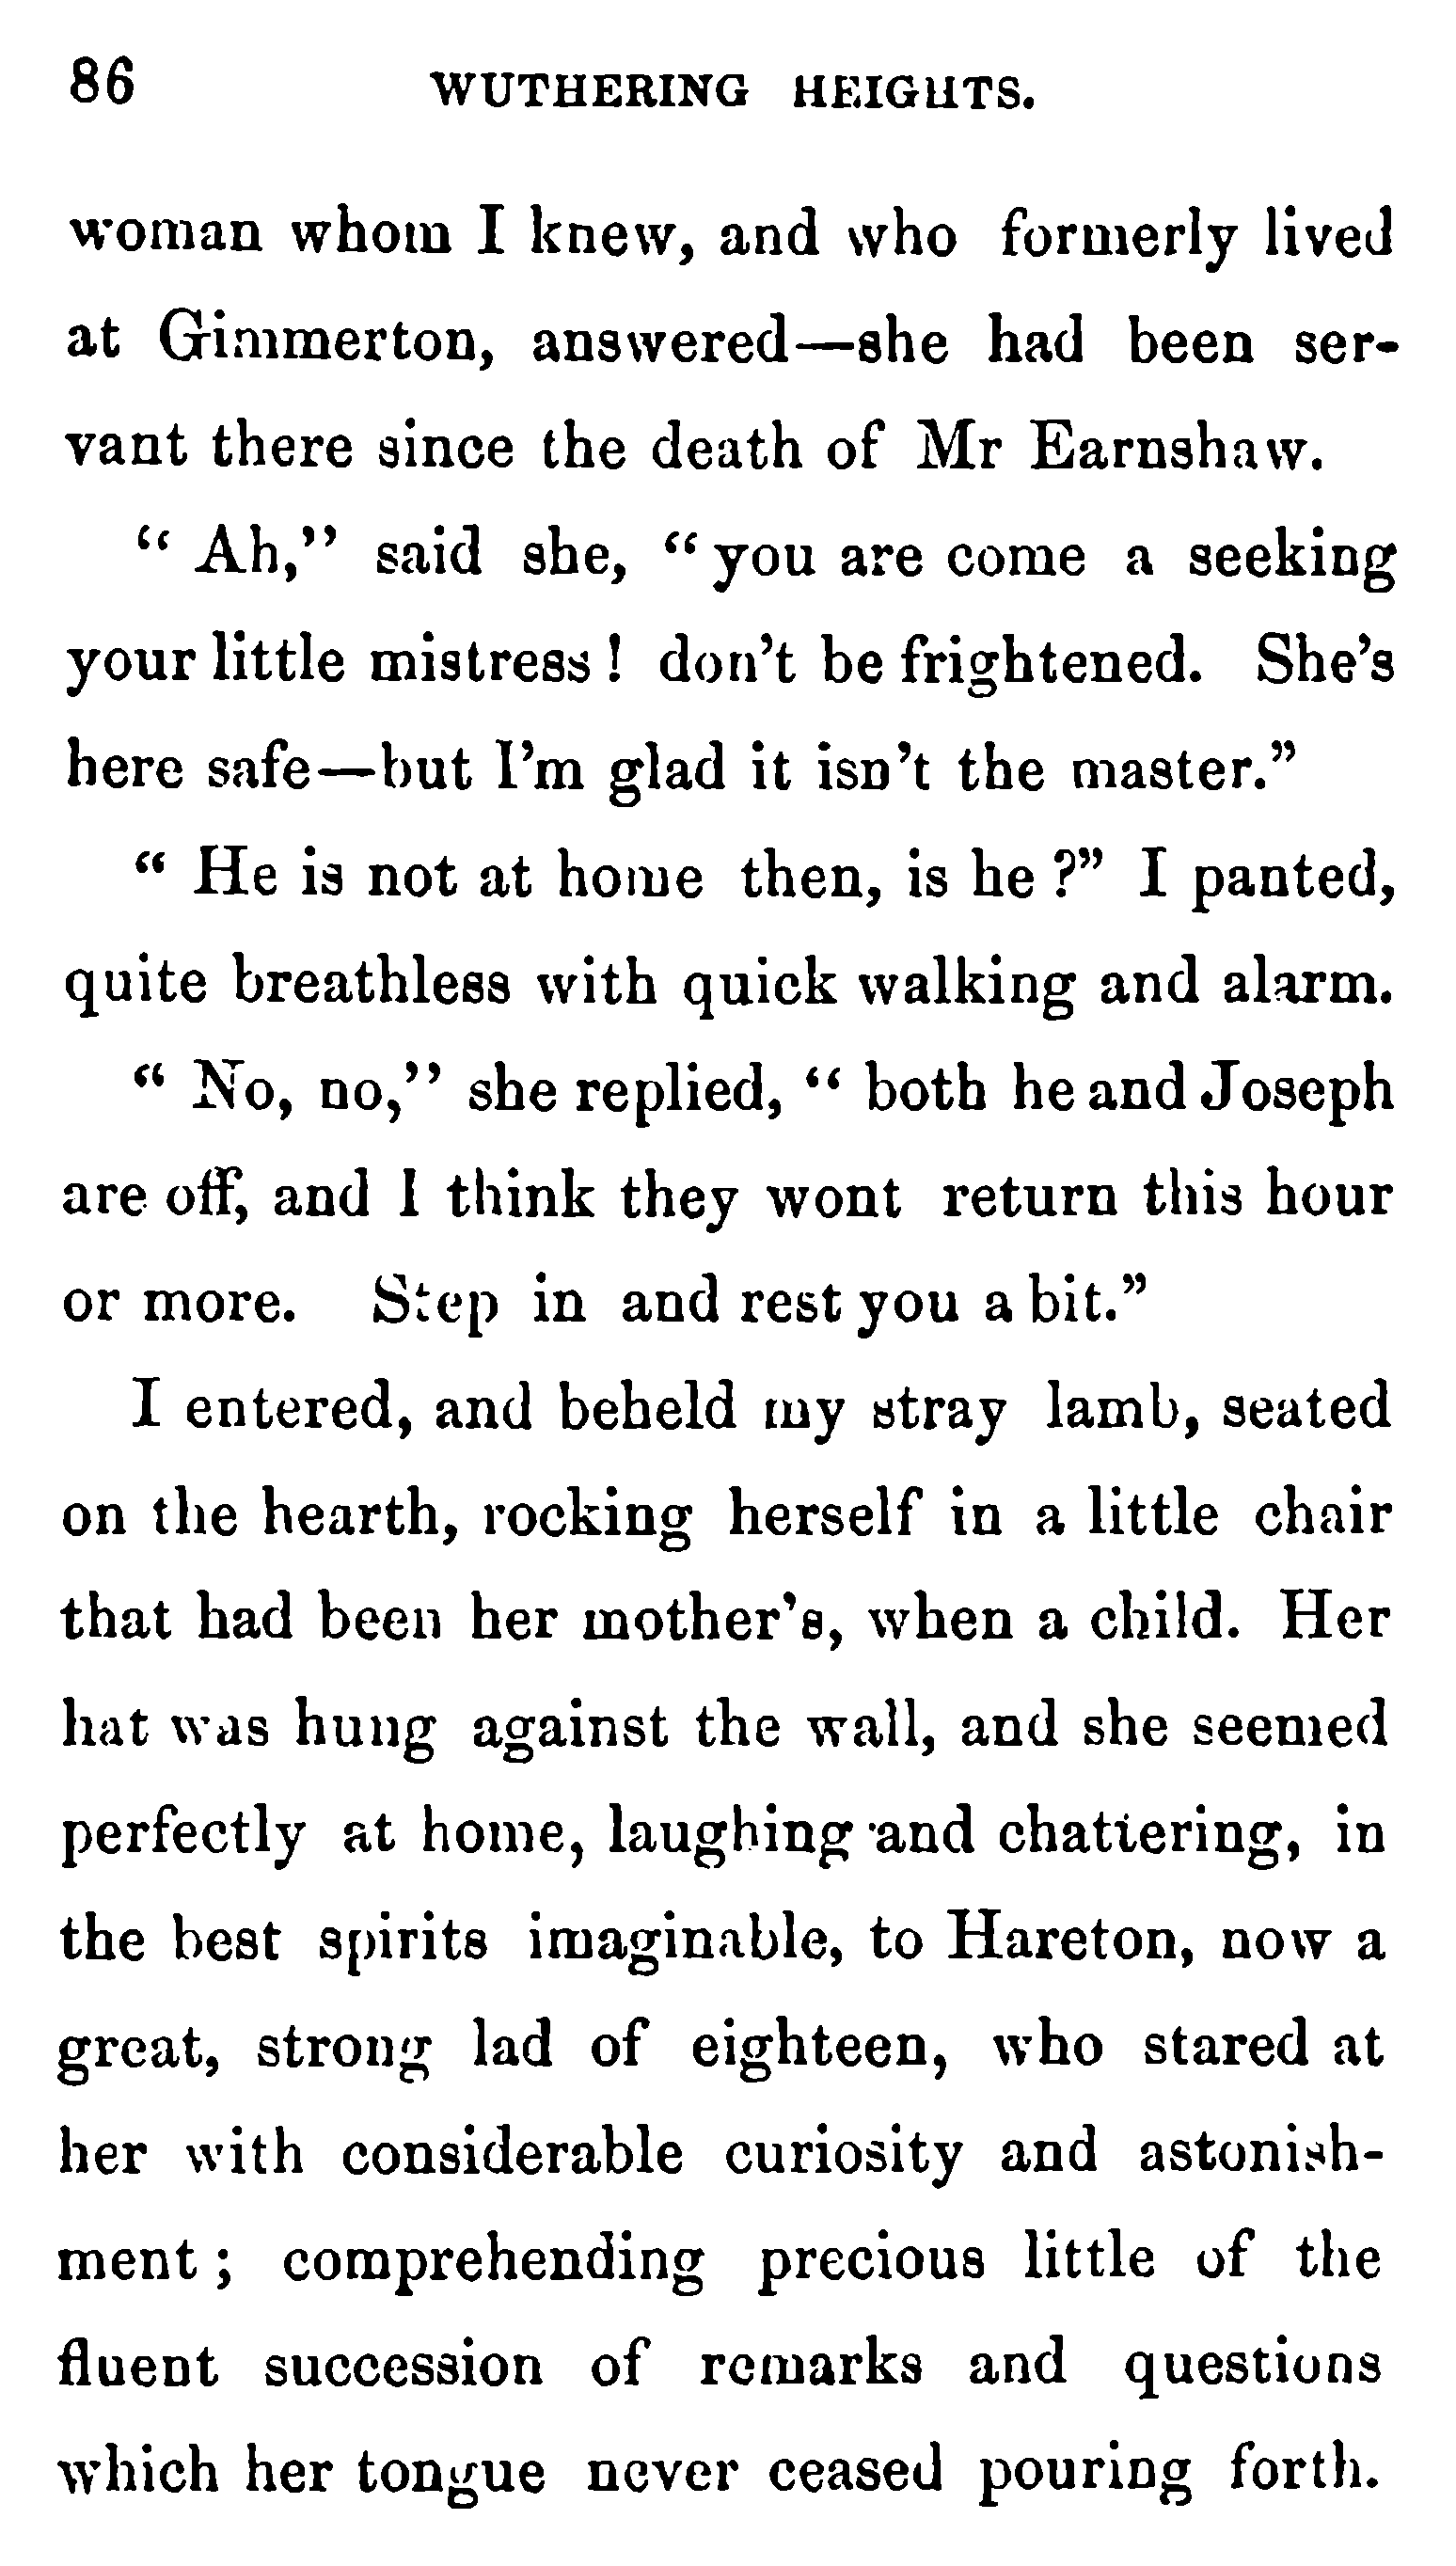 86 WUTHERING HEIGHTS.
woman whom I knew, and who formerly lived
at Gimmerton, answered—she had been ser-
vant there since the death of Mr Earnshaw.
“ Ah,” said she, “ you are come a seeking
your little mistress ! don’t be frightened. She’s
here safe—but I’m glad it isn’t the master.”
“ He is not at home then, is he ?” I panted,
quite breathless with quick walking and alarm.
“ No, no,” she replied, “ both he and Joseph
are off, and I think they wont return this hour
or more. Step in and rest you a bit.”
I entered, and beheld my stray lamb, seated
on the hearth, rocking herself in a little chair
that had been her mother’s, when a child. Her
hat was hung against the wall, and she seemed
perfectly at home, laughing and chattering, in
the best spirits imaginable, to Hareton, now a
great, strong lad of eighteen, who stared at
her with considerable curiosity and astonish-
ment ; comprehending precious little of the
fluent succession of remarks and questions
which her tongue never ceased pouring forth.